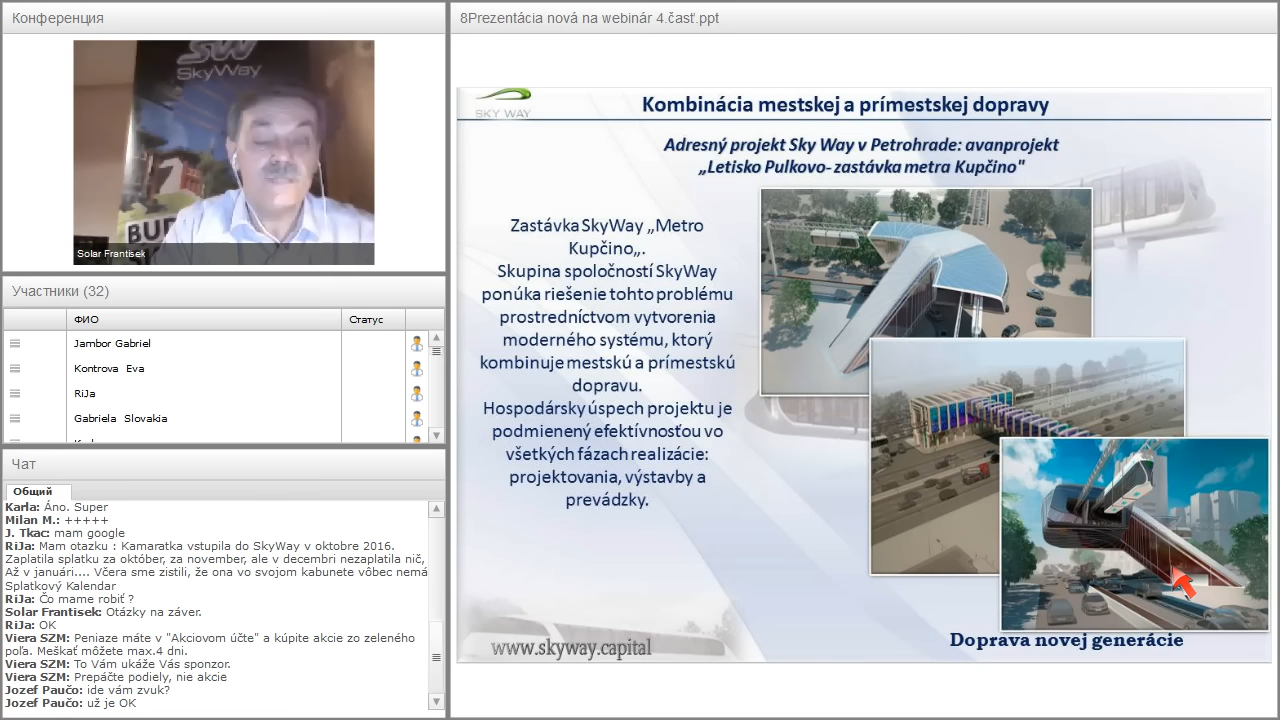 Конференция
SW
SkyWay
BU
Solar Frantisek
Участники (32)
ФИО
Статус
Jambor Gabriel
Kontrova Eva
RiJa
Gabriela Slovakia
Чат
Общий
Karla: Áno. Super
Milan M.: +++++
J. Tkac: mam google
RiJa: Mam otazku : Kamaratka vstupila do SkyWay v oktobre 2016.
Zaplatila splatku za október, za november, ale v decembri nezaplatila nič,
Až v januári.... Včera sme zistili, že ona vo svojom kabunete vôbec nemá
Splatkový Kalendar
RiJa: Čo mame robiť ?
Solar Frantisek: Otázky na záver.
RiJa: OK
Viera SZM: Peniaze máte v "Akciovom účte" a kúpite akcie zo zeleného
poľa. Meškať môžete max.4 dni.
Viera SZM: To Vám ukáže Vás sponzor.
Viera SZM: Prepáčte podiely, nie akcie
Jozef Paučo: ide vám zvuk?
Jozef Paučo: už je OK
8Prezentácia nová na webinár 4.časť.ppt
SKY WAY
Kombinácia mestskej a prímestskej dopravy
Adresný projekt Sky Way v Petrohrade: avanprojekt
„Letisko Pulkovo- zastávka metra Kupčino"
Zastávka SkyWay „Metro
Kupčino„.
Skupina spoločností SkyWay
ponúka riešenie tohto problému
prostredníctvom vytvorenia
moderného systému, ktorý
kombinuje mestskú a prímestskú
dopravu.
Hospodársky úspech projektu je
podmienený efektívnosťou vo
všetkých fázach realizácie:
projektovania, výstavby a
prevádzky.
www.skyway.capital
Doprava novej generácie